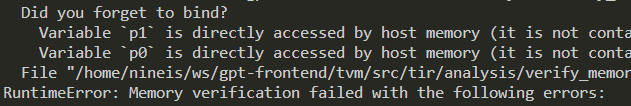 Did you forget to bind?
Variable `p1` is directly accessed by host memory (it is not conta
Variable `p0` is directly accessed by host memory (it is not conta
File "/home/nineis/ws/gpt-frontend/tvm/src/tir/analysis/verify_memor
RuntimeError: Memory verification failed with the following errors: